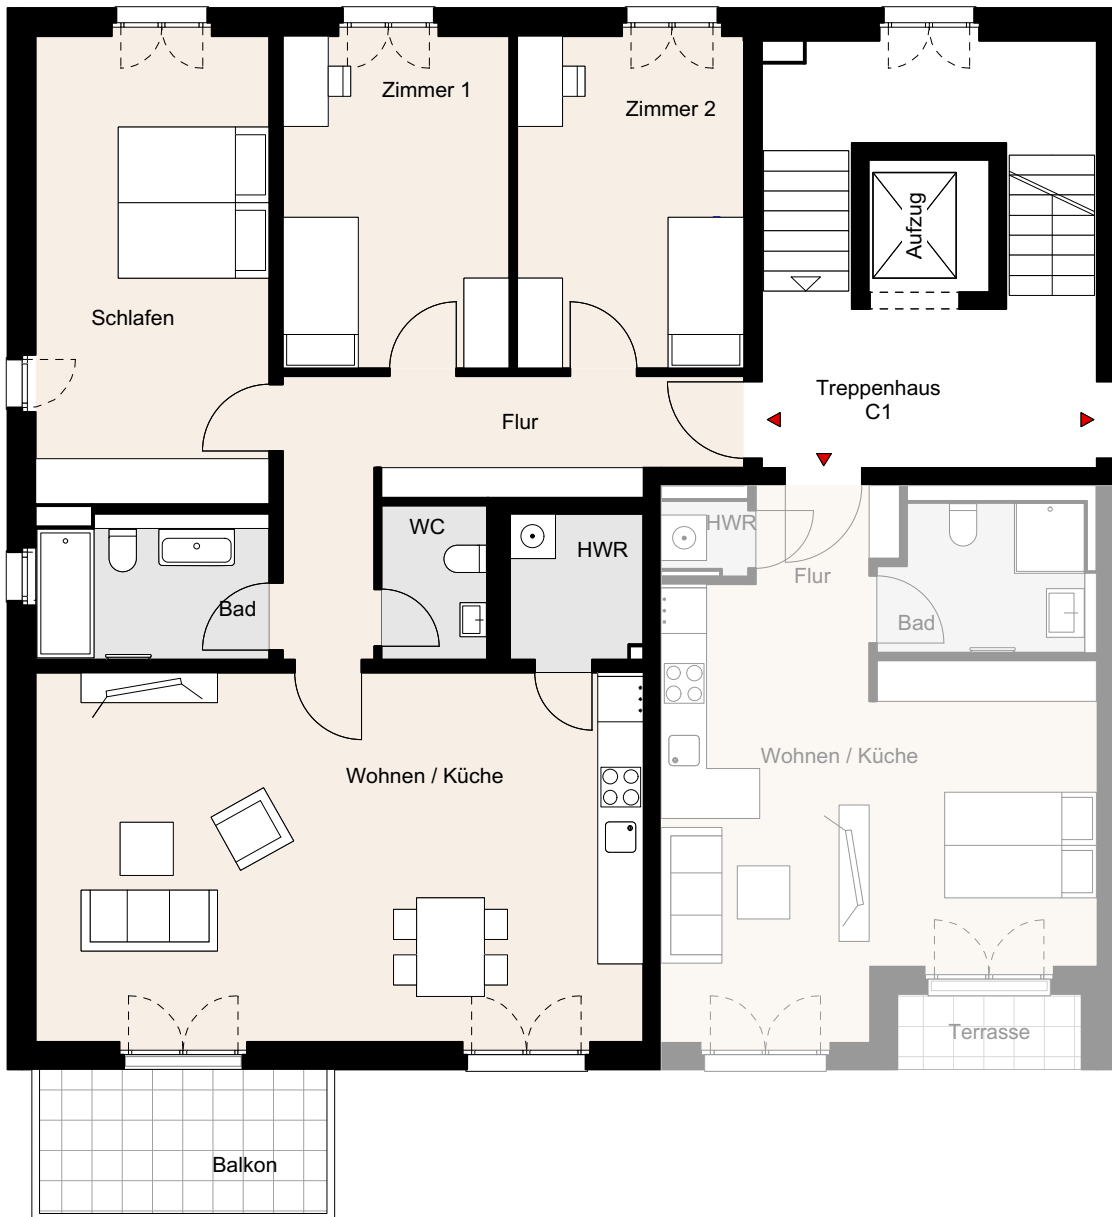 Zimmer 1
Zimmer 2
Aufzug
Schlafen
Treppenhaus
C1
Flur
WC
HWR
HWR
Flur
Bad
Bad
Wohnen / Küche
Wohnen / Küche
Terrasse
Balkon